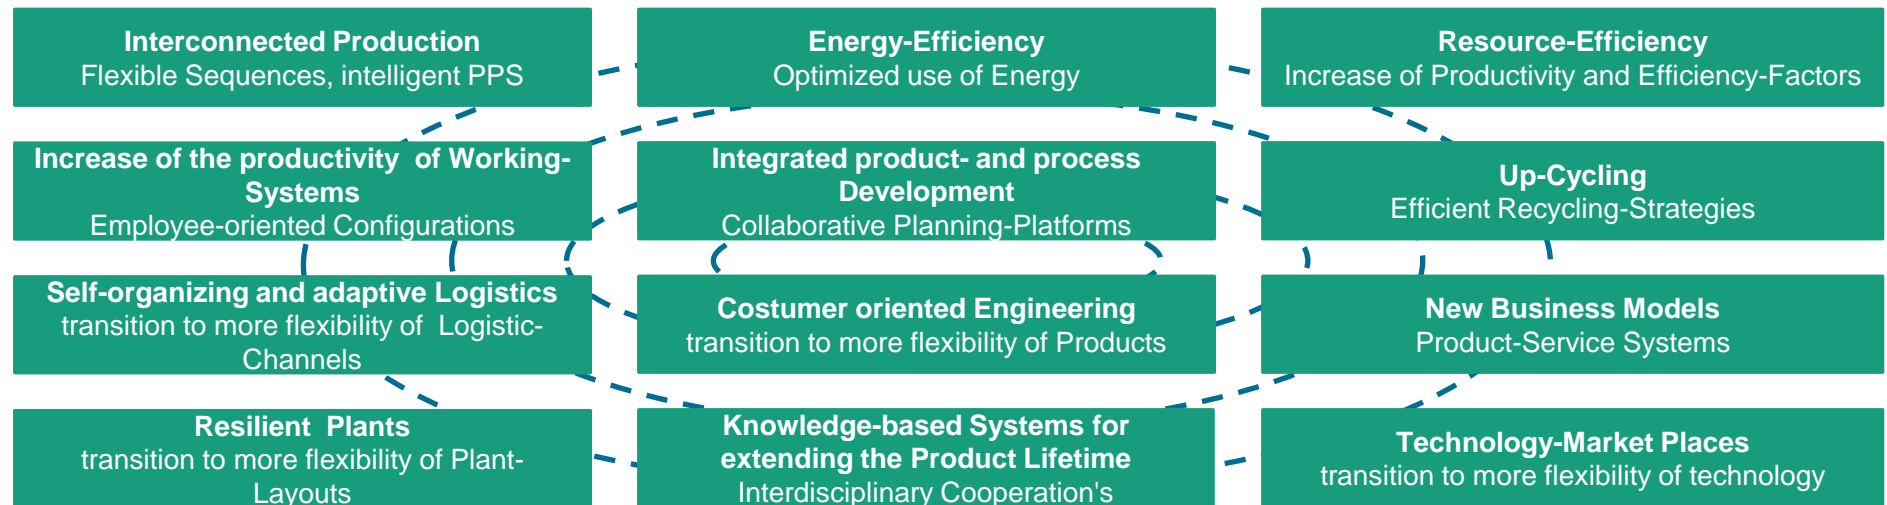 Interconnected Production
Flexible Sequences, intelligent PPS
Energy-Efficiency
Optimized use of Energy
Resource-Efficiency
Increase of Productivity and Efficiency-Factors
Increase of the productivity of Working-
Systems
Employee-oriented Configurations
Integrated product- and process
Development
Collaborative Planning-Platforms
Up-Cycling
Efficient Recycling-Strategies
Self-organizing and adaptive Logistics
transition to more flexibility of Logistic-
Channels
Costumer oriented Engineering
transition to more flexibility of Products
New Business Models
Product-Service Systems
Resilient Plants
transition to more flexibility of Plant-
Layouts
Knowledge-based Systems for
extending the Product Lifetime
Interdisciplinary Cooperation's
Technology-Market Places
transition to more flexibility of technology